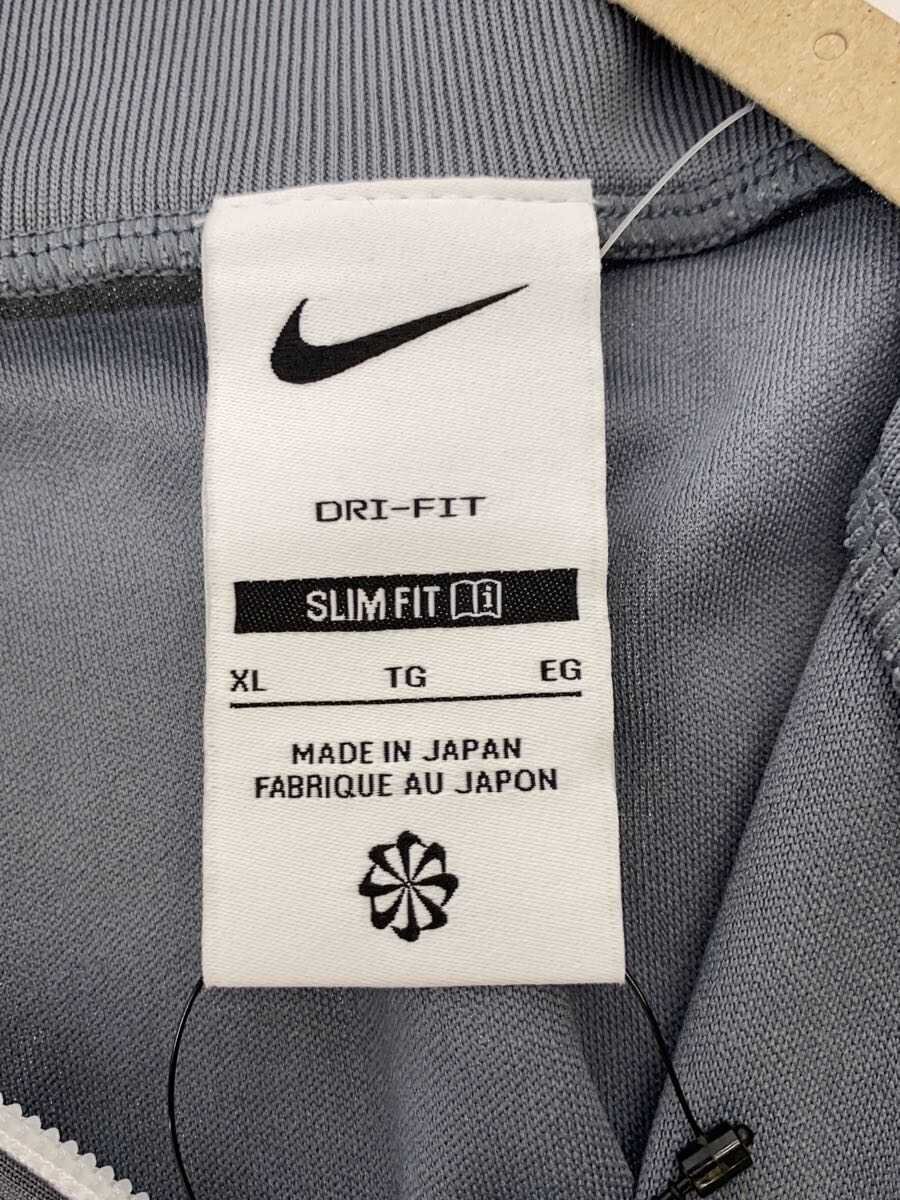 DRI-FIT
SLIM FIT i
XL TG EG
MADE IN JAPAN
FABRIQUE AU JAPON